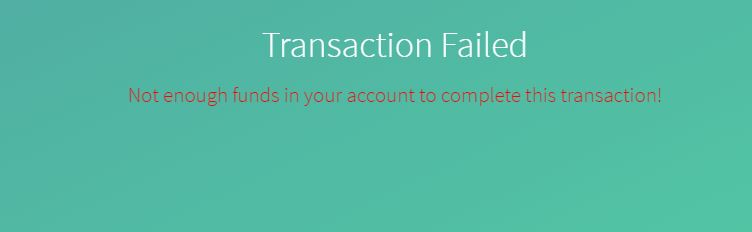 Transaction Failed
Not enough funds in your account to complete this transaction!